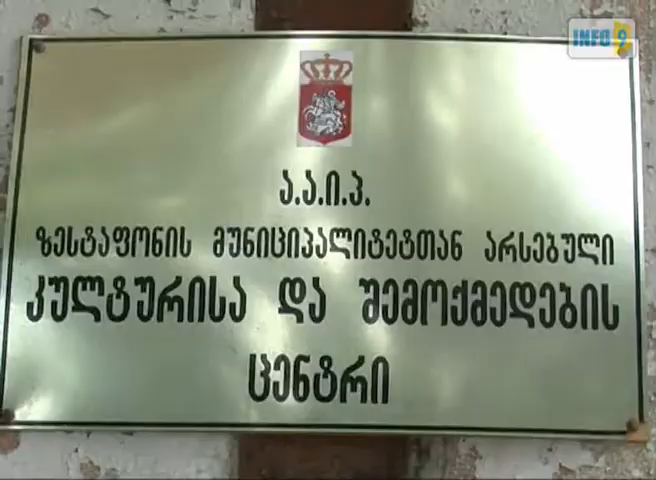 INFO 9
ა.ა.ი.პ.
ზესტაფონის მუნიციპალიტეტთან არსებული
კულტურისა და შემოქმედების
ცენტრი